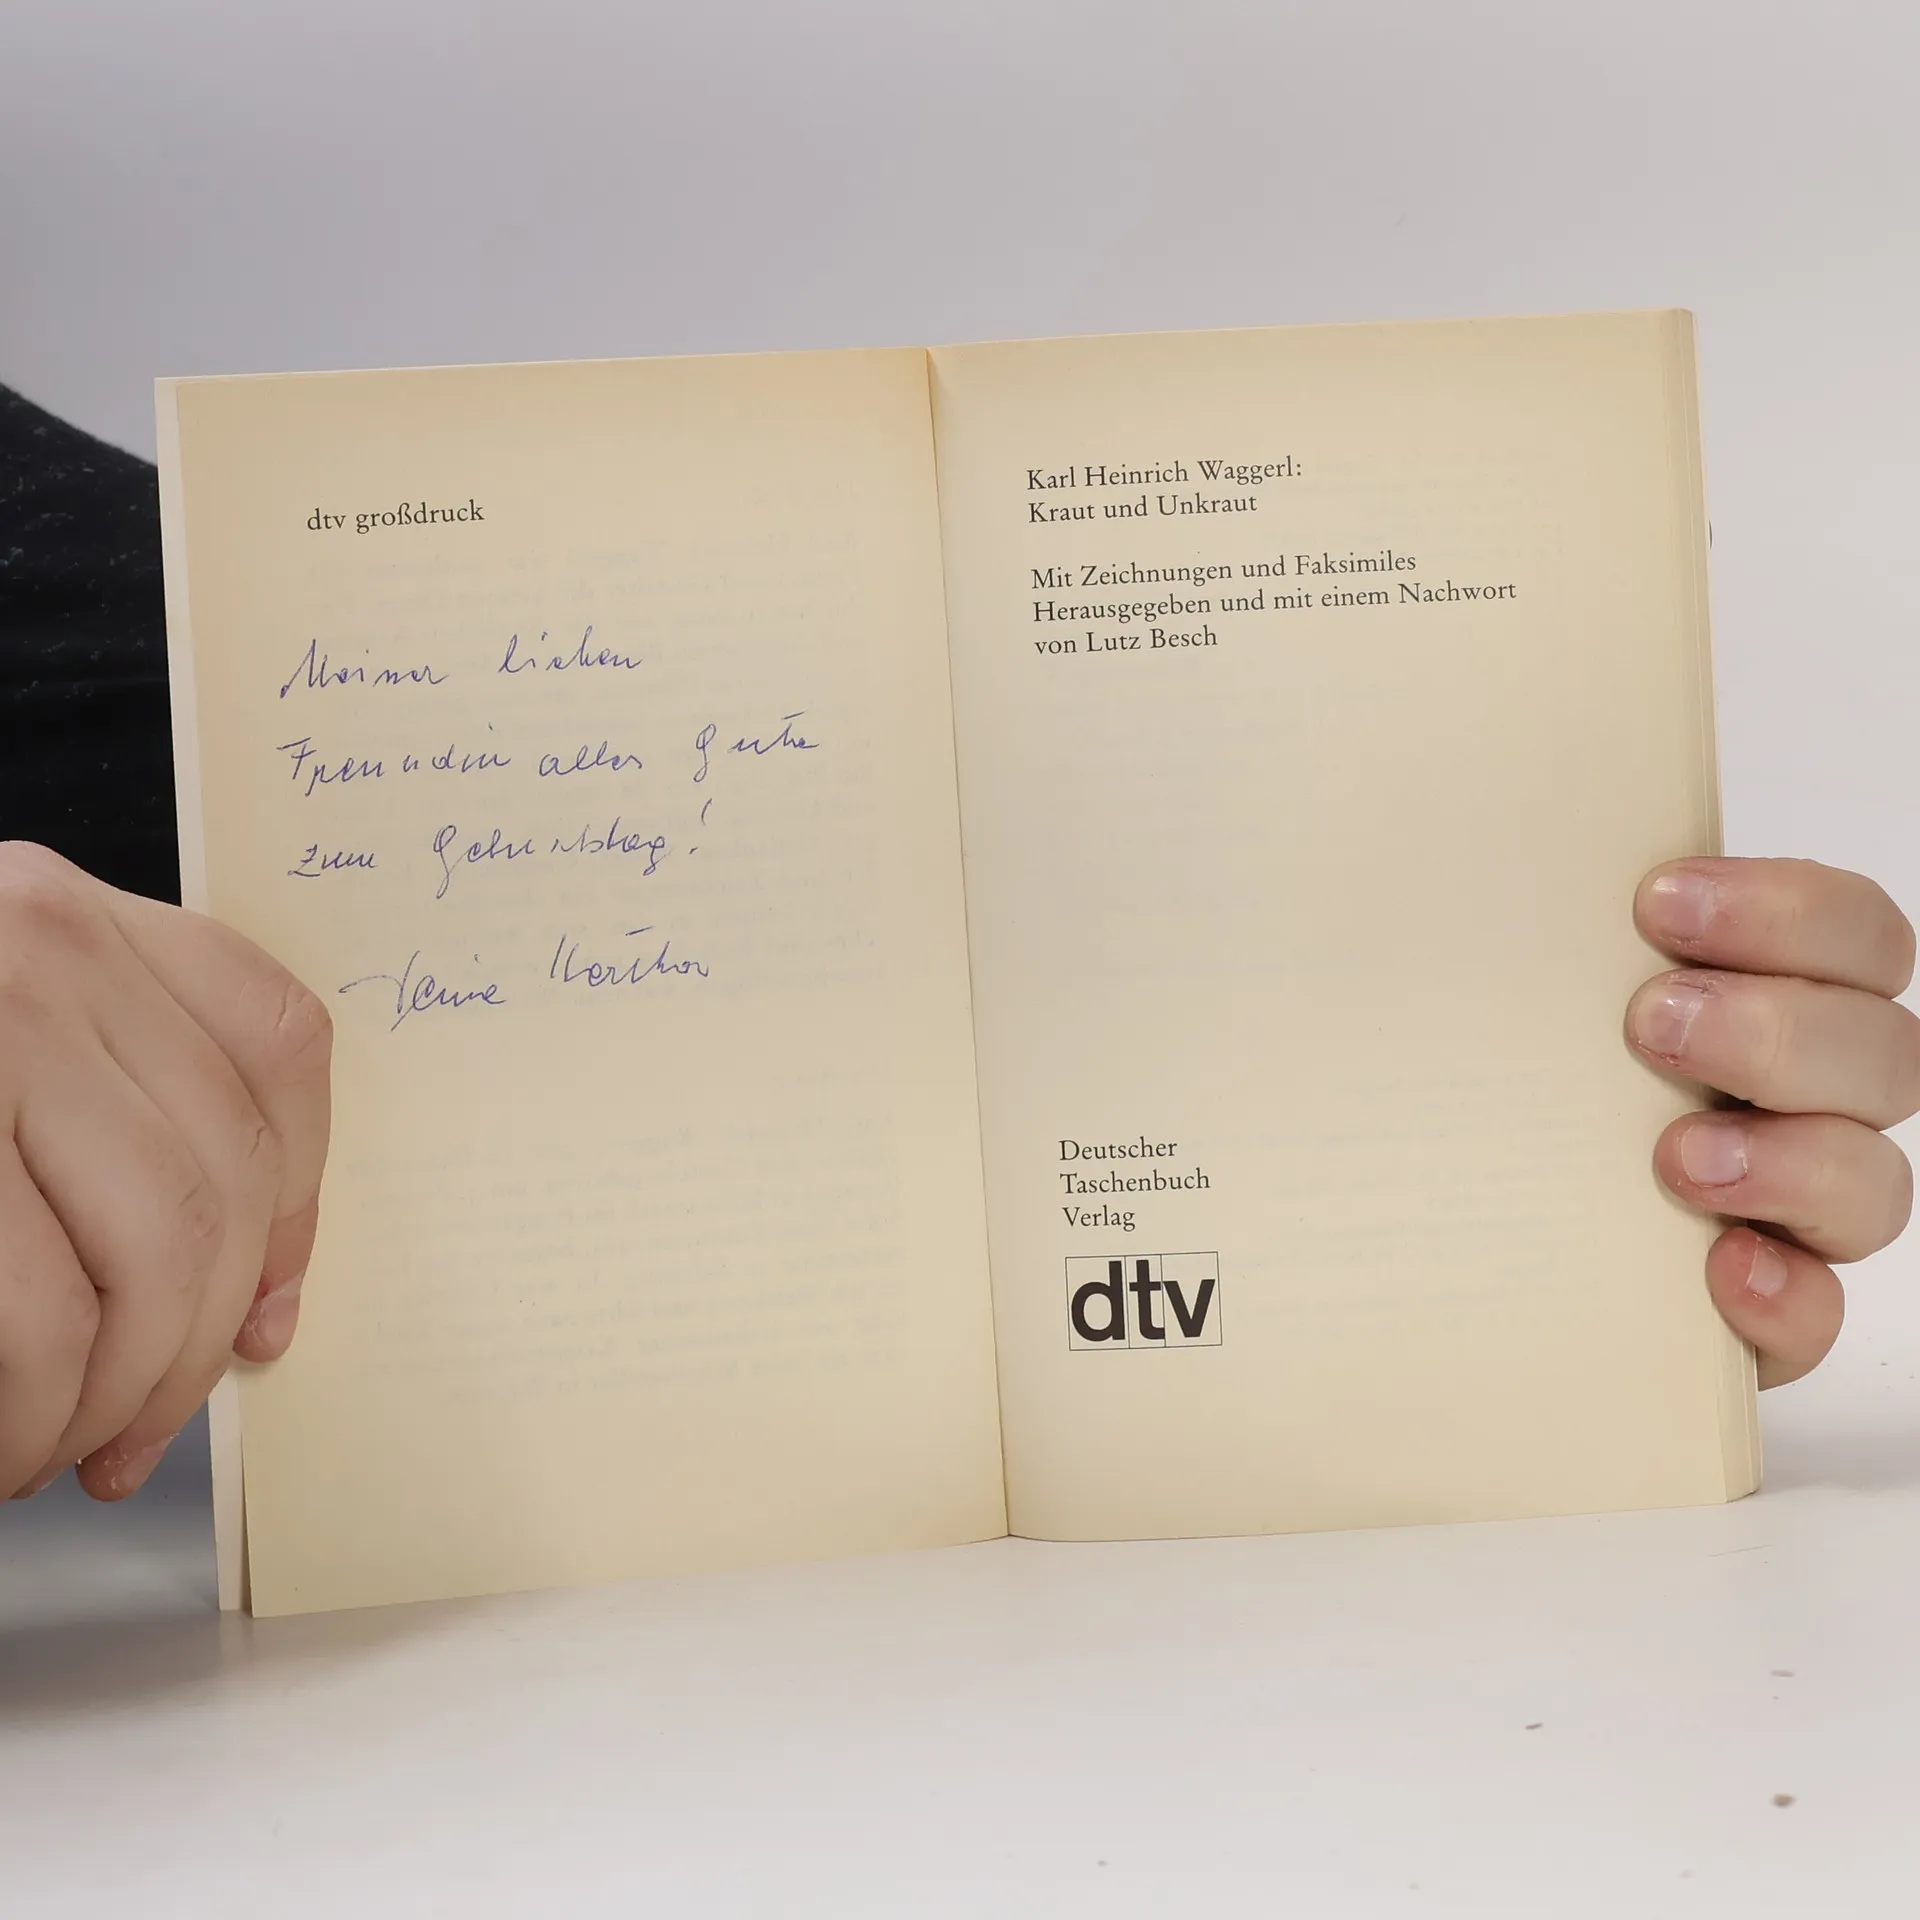 dtv großdruck
Meiner lieben
Freundin alles Gute
zum Geburtstag!
Deine
Karl Heinrich Waggerl:
Kraut und Unkraut
Mit Zeichnungen und Faksimiles
Herausgegeben und mit einem Nachwort
von Lutz Besch
Deutscher
Taschenbuch
Verlag
dtv